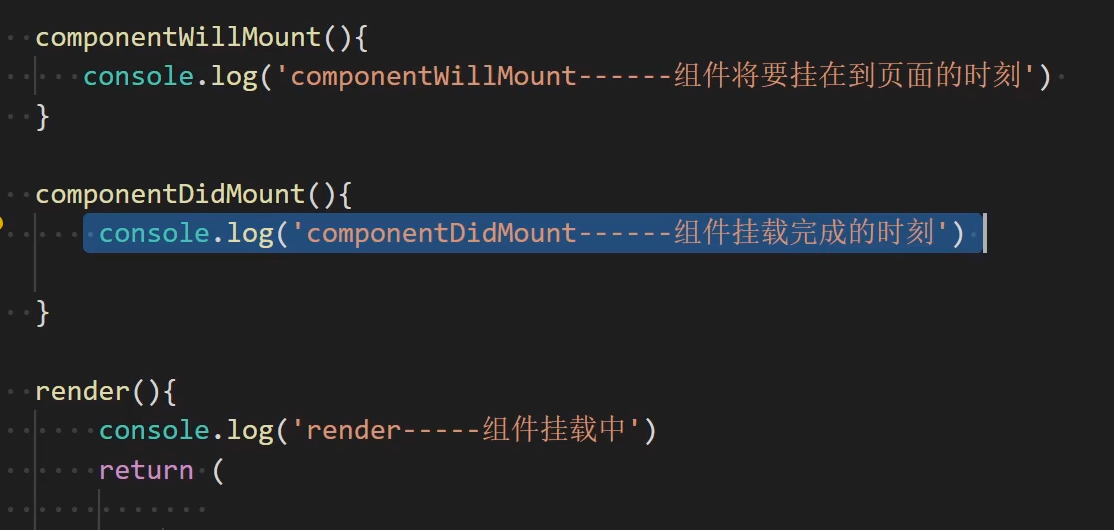 componentWillMount(){
console.log('componentWillMount------组件将要挂在到页面的时刻')
}
componentDidMount(){
console.log('componentDidMount------组件挂载完成的时刻')
}
render(){
console.log('render-----组件挂载中')
return (